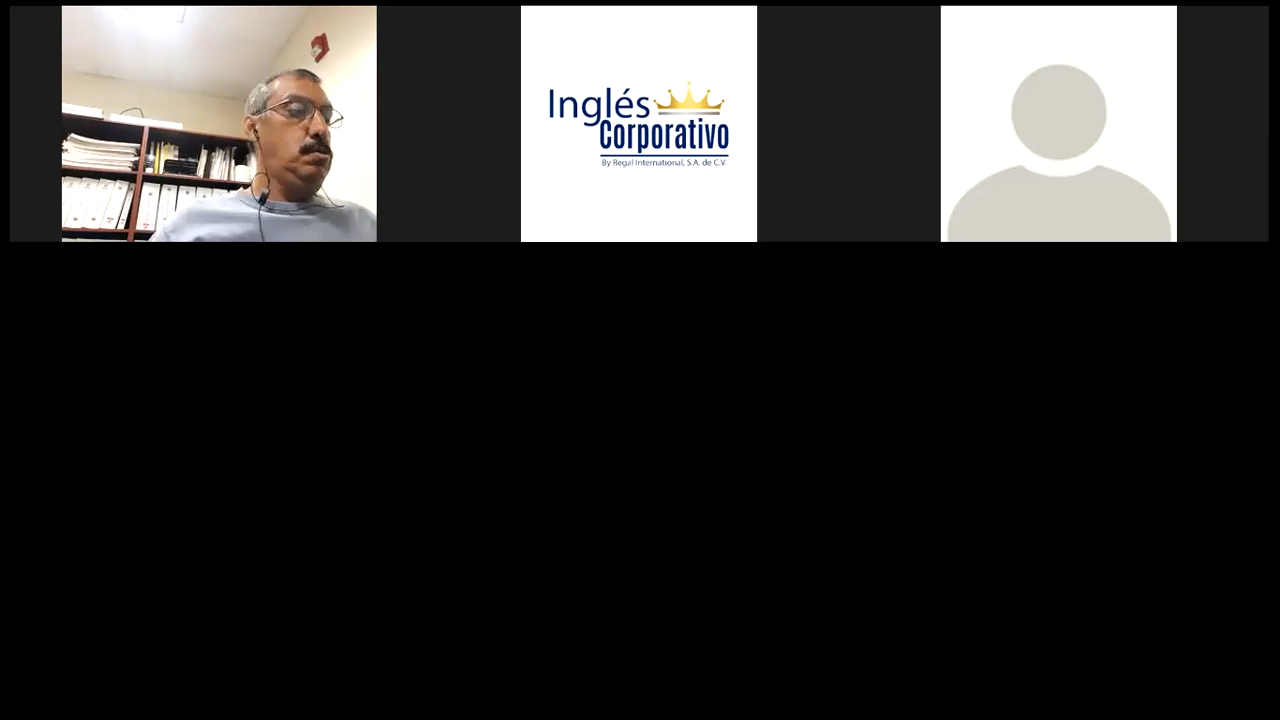 Inglés
Corporativo
By Regal International, S.A. de C.V.